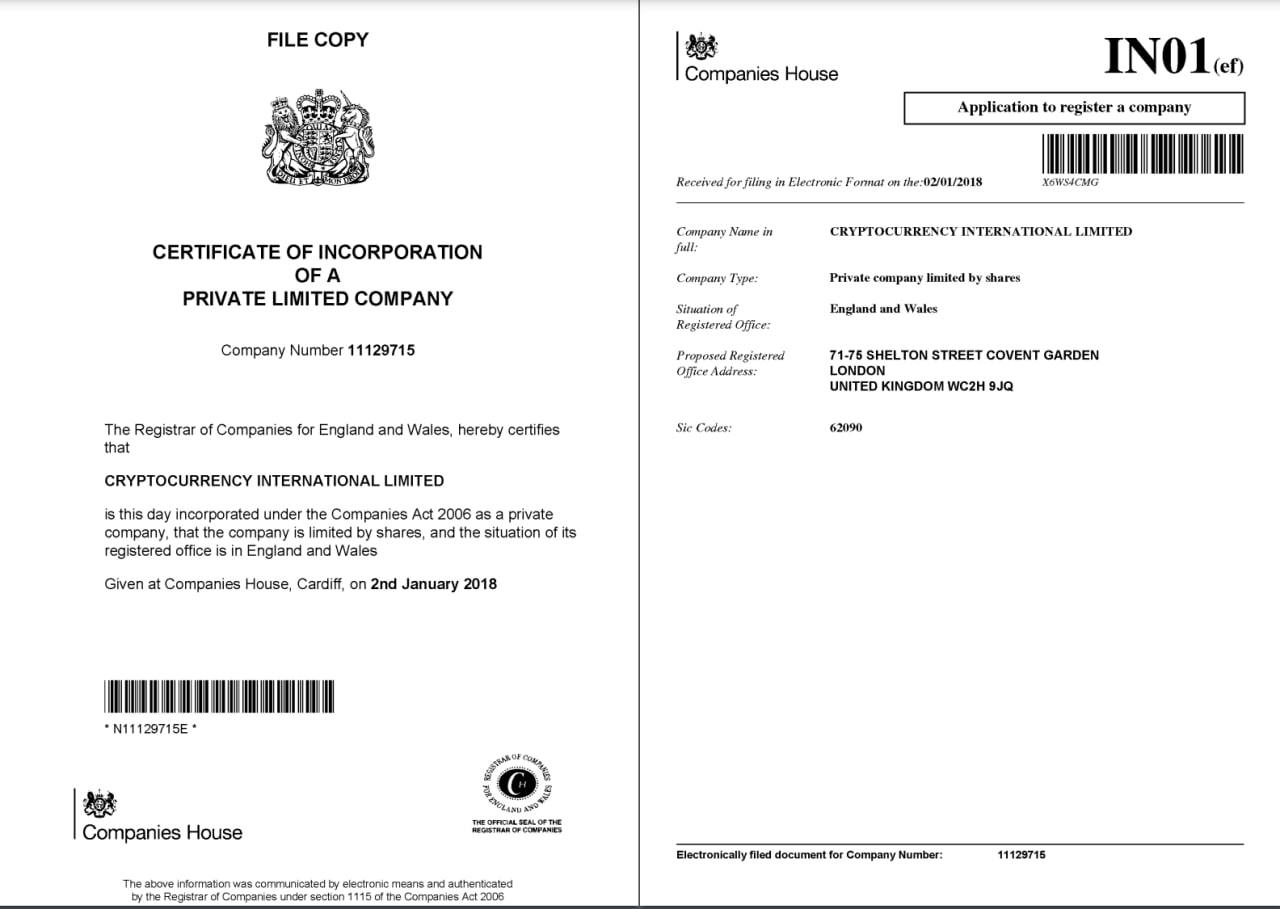 FILE COPY
DIEU ET MON DROIT
CERTIFICATE OF INCORPORATION
OF A
PRIVATE LIMITED COMPANY
Company Number 11129715
The Registrar of Companies for England and Wales, hereby certifies
that
CRYPTOCURRENCY INTERNATIONAL LIMITED
is this day incorporated under the Companies Act 2006 as a private
company, that the company is limited by shares, and the situation of its
registered office is in England and Wales
Given at Companies House, Cardiff, on 2nd January 2018
* N11129715E *
Companies House
REGISTRAR OF COMPANIES
FOR ENGLAND AND WALES
CH
THE OFFICIAL SEAL OF THE
REGISTRAR OF COMPANIES
The above information was communicated by electronic means and authenticated
by the Registrar of Companies under section 1115 of the Companies Act 2006
Companies House
IN01(ef)
Application to register a company
X6WS4CMG
Received for filing in Electronic Format on the:02/01/2018
Company Name in
full:
CRYPTOCURRENCY INTERNATIONAL LIMITED
Company Type:
Private company limited by shares
Situation of
Registered Office:
England and Wales
Proposed Registered
Office Address:
71-75 SHELTON STREET COVENT GARDEN
LONDON
UNITED KINGDOM WC2H 9JQ
Sic Codes:
62090
Electronically filed document for Company Number:
11129715